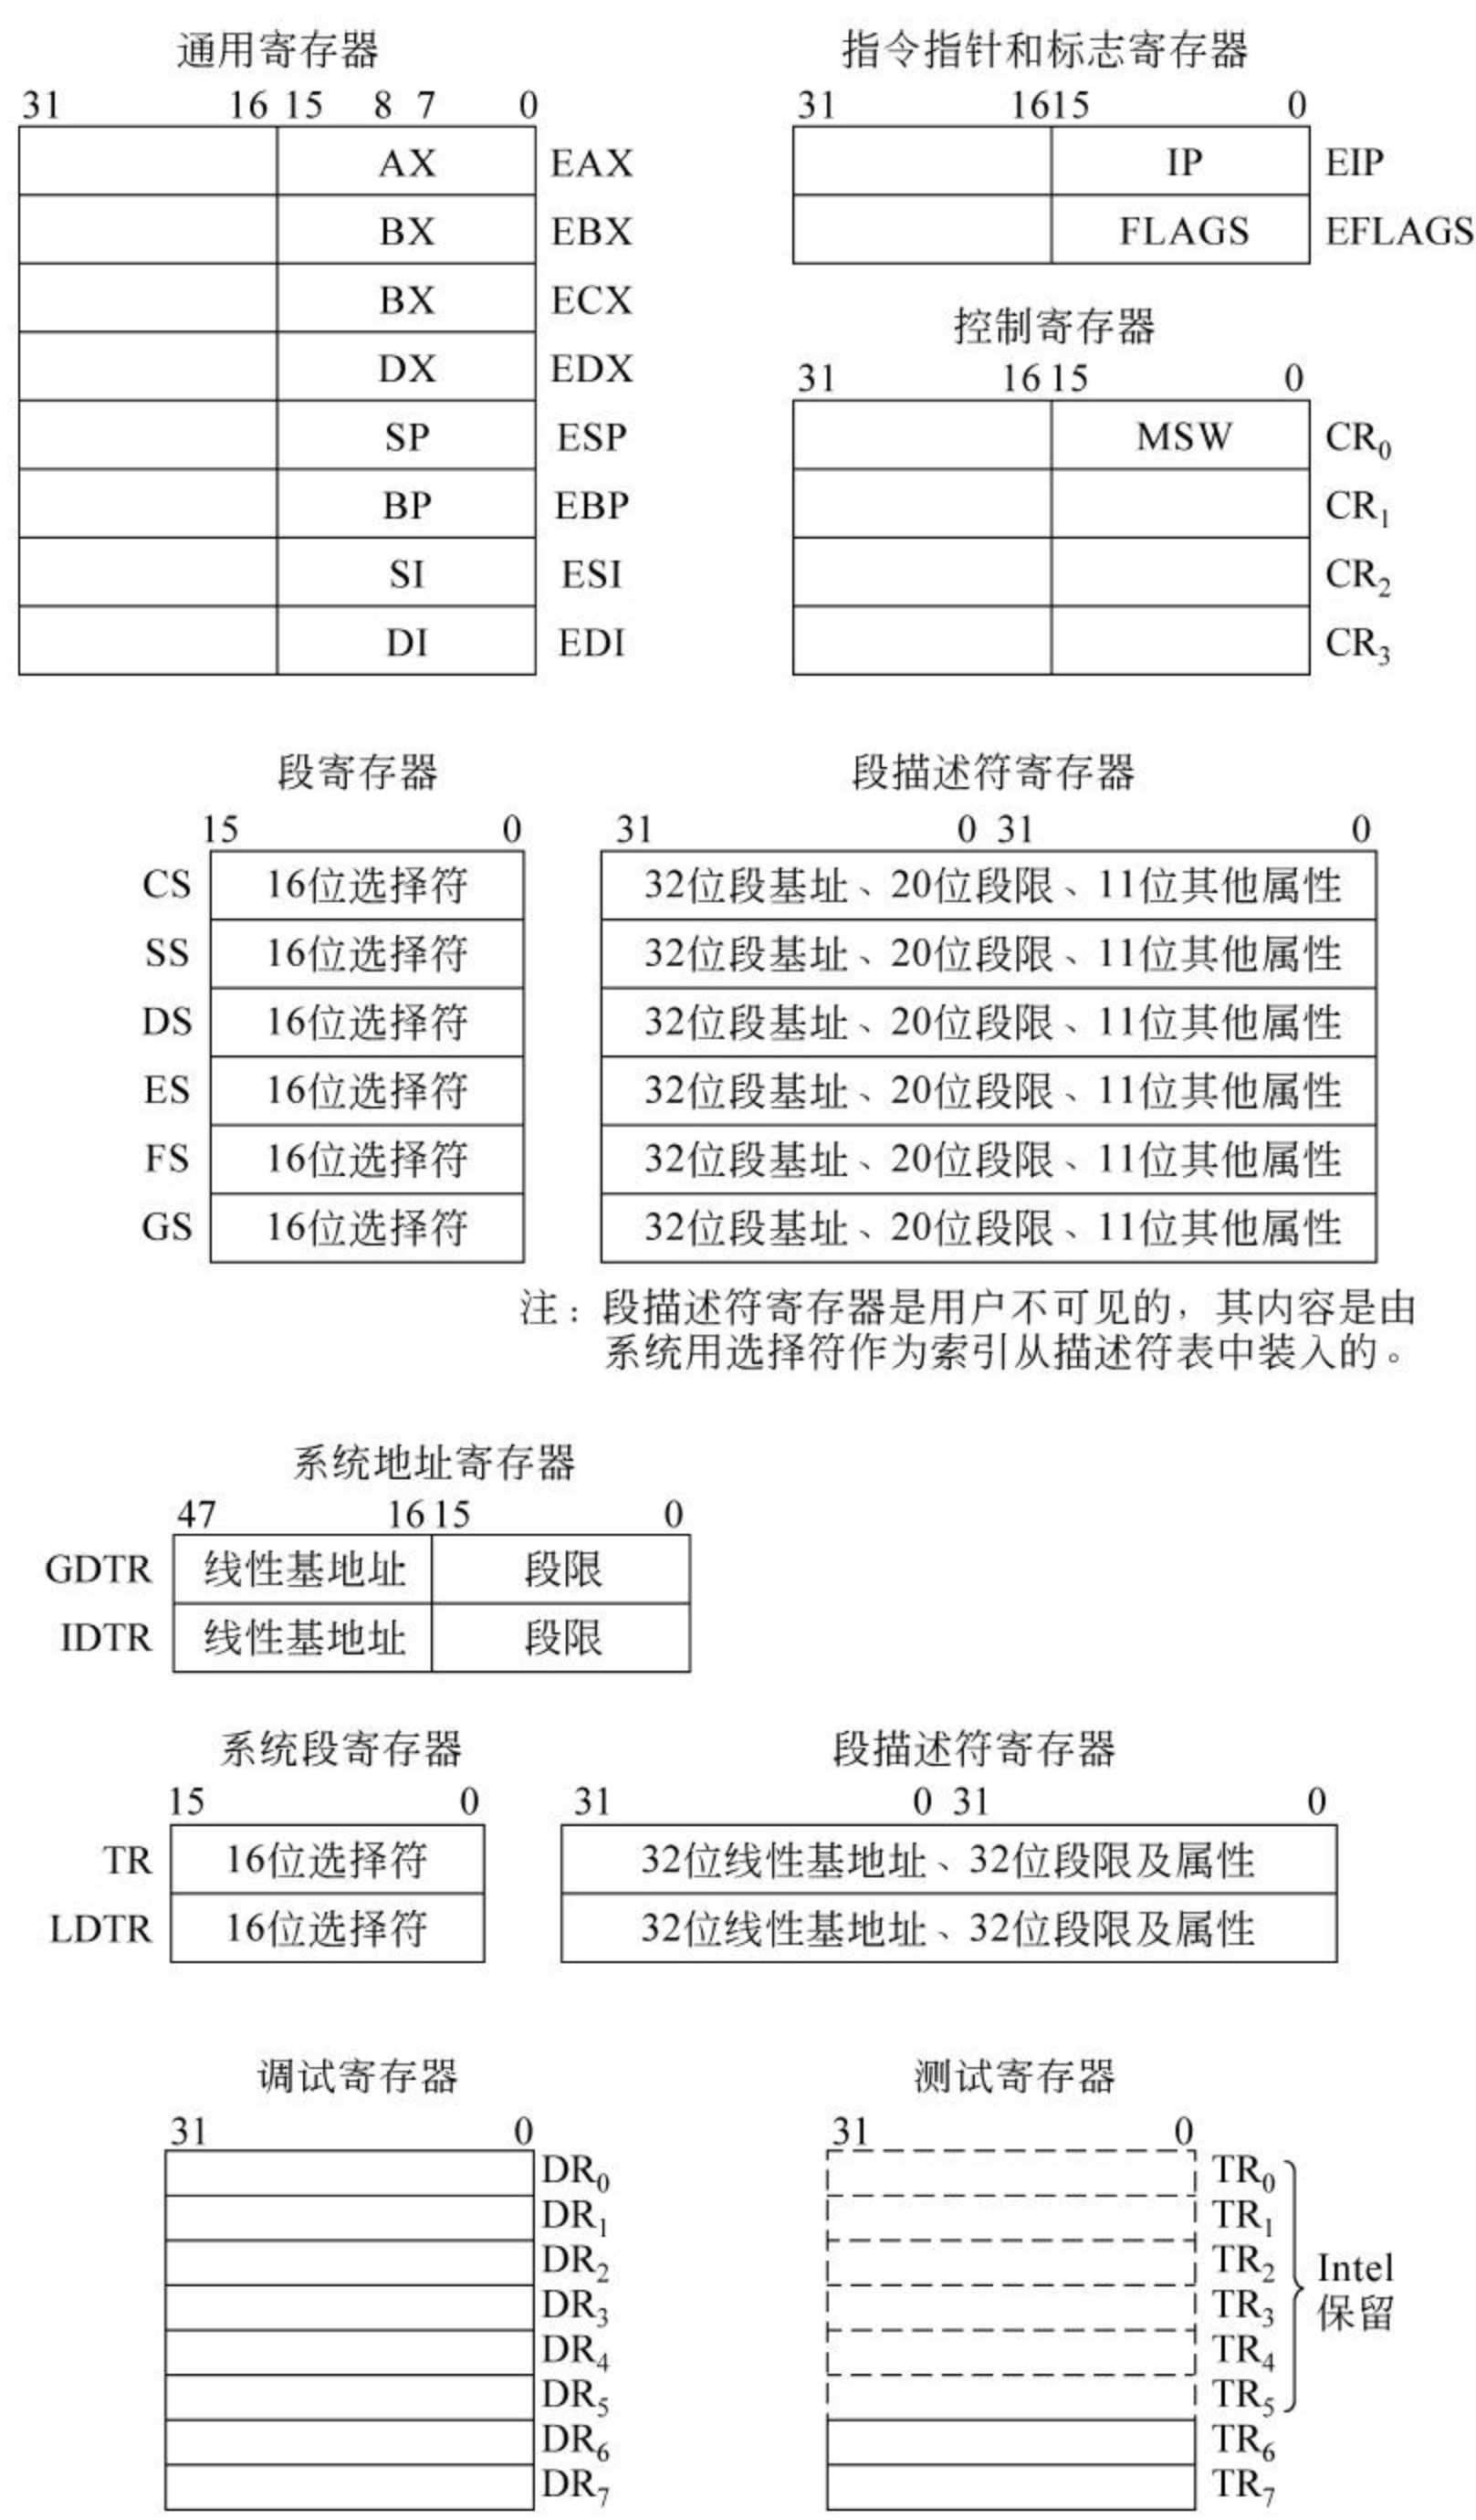 通用寄存器
31 16 15 8 7 0
AX EAX
BX EBX
BX ECX
DX EDX
SP ESP
BP EBP
SI ESI
DI EDI
指令指针和标志寄存器
31 1615 0
IP EIP
FLAGS EFLAGS
控制寄存器
31 16 15 0
MSW CR₀
CR₁
CR₂
CR₃
段寄存器 段描述符寄存器
15 0 31 0 31 0
CS 16位选择符 32位段基址、20位段限、11位其他属性
SS 16位选择符 32位段基址、20位段限、11位其他属性
DS 16位选择符 32位段基址、20位段限、11位其他属性
ES 16位选择符 32位段基址、20位段限、11位其他属性
FS 16位选择符 32位段基址、20位段限、11位其他属性
GS 16位选择符 32位段基址、20位段限、11位其他属性
注：段描述符寄存器是用户不可见的，其内容是由
系统用选择符作为索引从描述符表中装入的。
系统地址寄存器
47 16 15 0
GDTR 线性基地址 段限
IDTR 线性基地址 段限
系统段寄存器 段描述符寄存器
15 0 31 0 31 0
TR 16位选择符 32位线性基地址、32位段限及属性
LDTR 16位选择符 32位线性基地址、32位段限及属性
调试寄存器
31 0
DR₀
DR₁
DR₂
DR₃
DR₄
DR₅
DR₆
DR₇
测试寄存器
31 0
TR₀
TR₁
TR₂
TR₃
TR₄
TR₅
TR₆
TR₇
Intel
保留